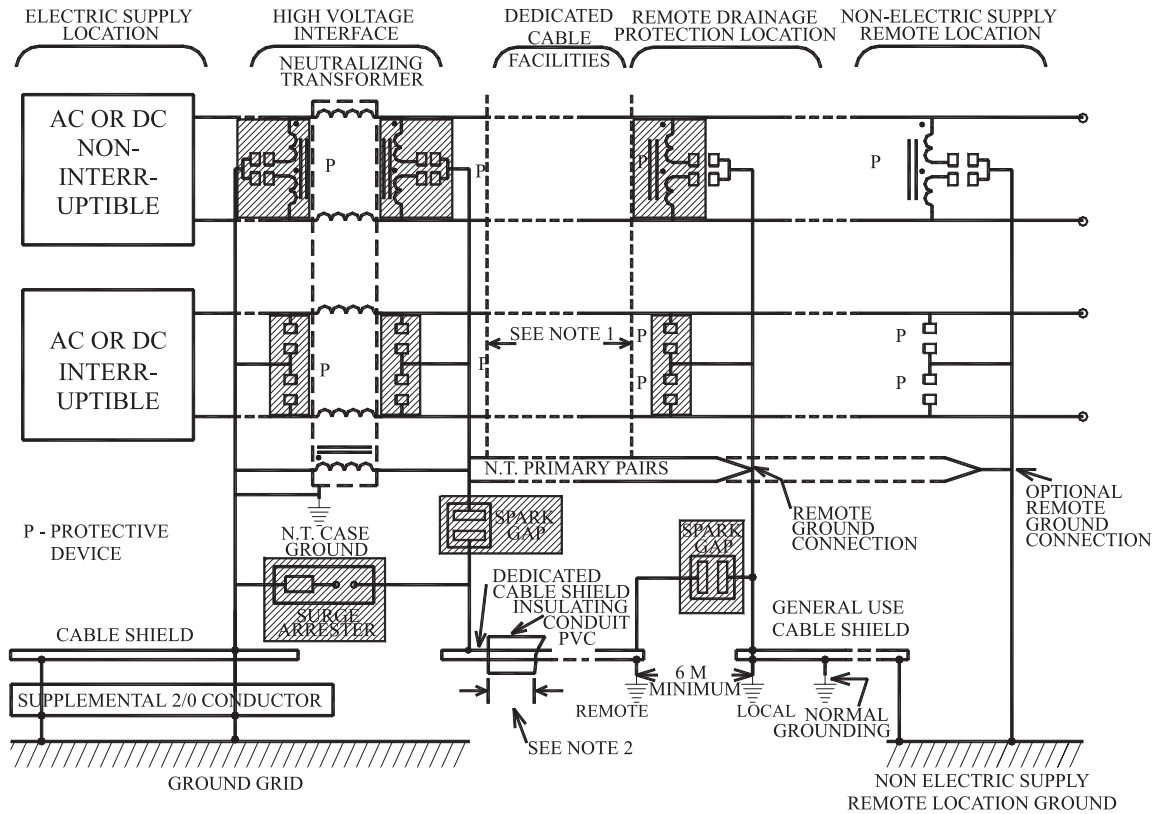 ELECTRIC SUPPLY
LOCATION
HIGH VOLTAGE
INTERFACE
DEDICATED
CABLE
FACILITIES
REMOTE DRAINAGE
PROTECTION LOCATION
NON-ELECTRIC SUPPLY
REMOTE LOCATION
NEUTRALIZING
TRANSFORMER
AC OR DC
NON-
INTERR-
UPTIBLE
P
P
P
P
P
AC OR DC
INTERR-
UPTIBLE
P
P
SEE NOTE 1
P
P
P
N.T. PRIMARY PAIRS
P - PROTECTIVE
DEVICE
N.T. CASE
GROUND
SPARK
GAP
SPARK
GAP
REMOTE
GROUND
CONNECTION
OPTIONAL
REMOTE
GROUND
CONNECTION
SURGE
ARRESTER
DEDICATED
CABLE SHIELD
INSULATING
CONDUIT
PVC
GENERAL USE
CABLE SHIELD
CABLE SHIELD
6 M
MINIMUM
SUPPLEMENTAL 2/0 CONDUCTOR
REMOTE
LOCAL
NORMAL
GROUNDING
SEE NOTE 2
GROUND GRID
NON ELECTRIC SUPPLY
REMOTE LOCATION GROUND